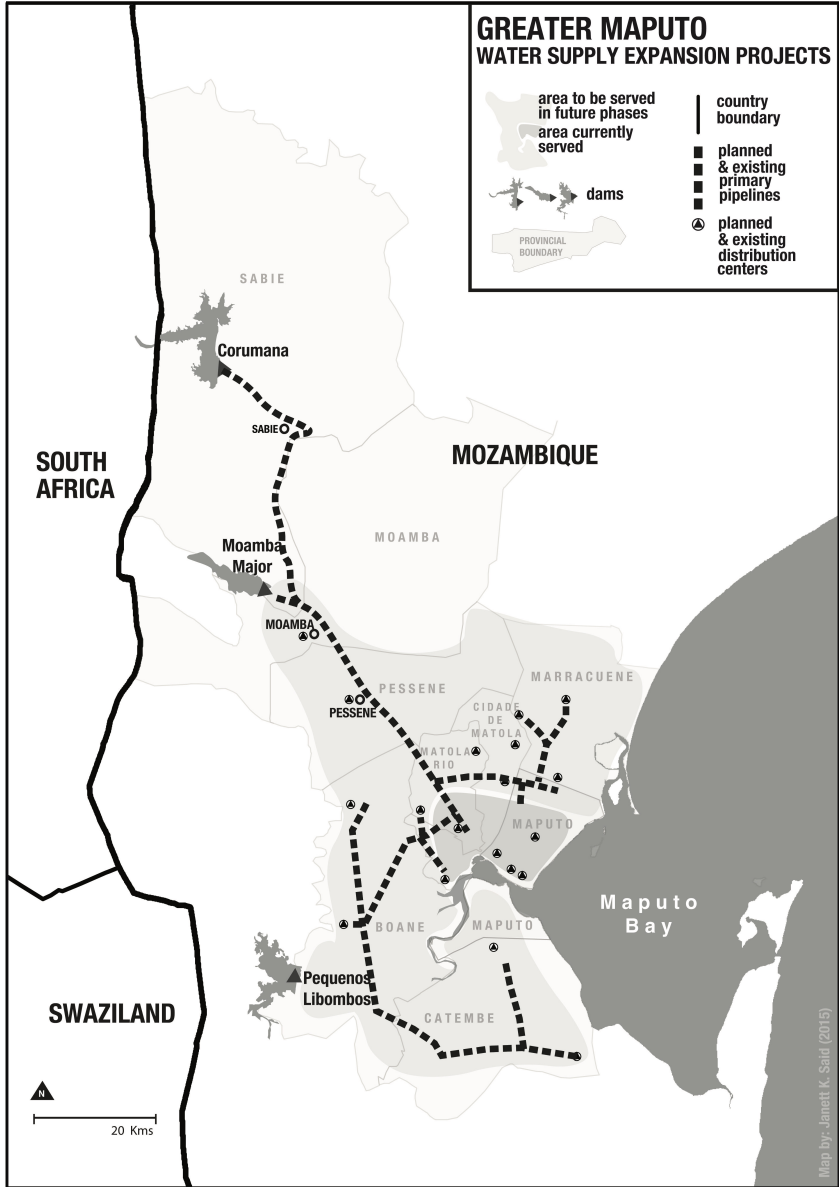 GREATER MAPUTO
WATER SUPPLY EXPANSION PROJECTS
area to be served
in future phases
area currently
served
dams
PROVINCIAL
BOUNDARY
country
boundary
planned
& existing
primary
pipelines
planned
& existing
distribution
centers
SABIE
Corumana
SABIE
SOUTH
AFRICA
MOZAMBIQUE
MOAMBA
Moamba
Major
MOAMBA
PESSENE
PESSENE
MARRACUENE
CIDADE
DE
MATOLA
MATOLA
RIO
MAPUTO
Maputo
Bay
BOANE
MAPUTO
Pequenos
Libombos
CATEMBE
SWAZILAND
N
20 Kms
Map by: Janett K. Said (2015)